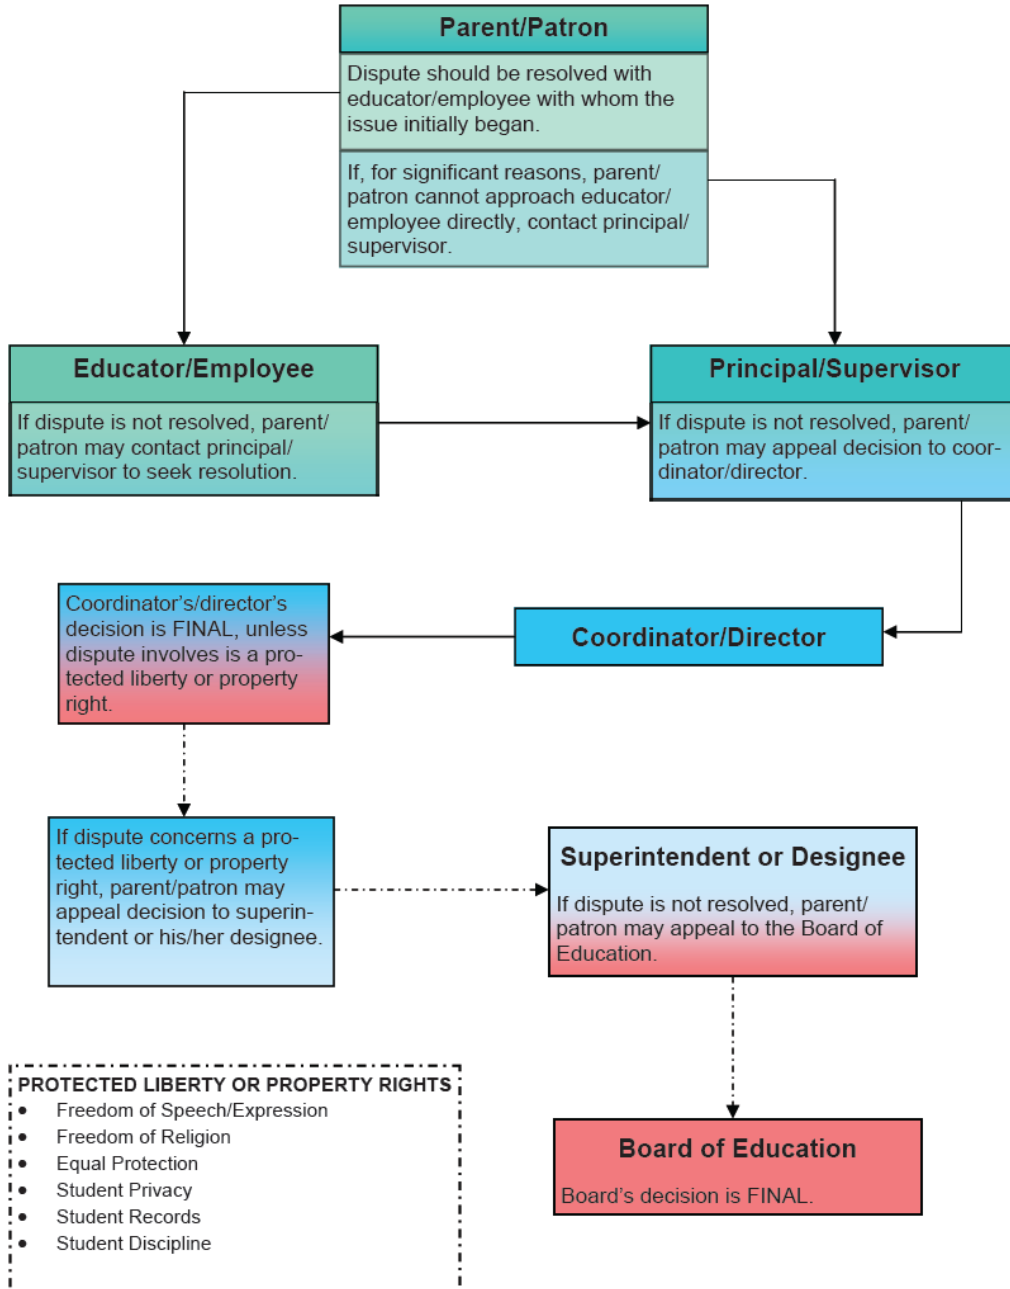 Parent/Patron
Dispute should be resolved with
educator/employee with whom the
issue initially began.
If, for significant reasons, parent/
patron cannot approach educator/
employee directly, contact principal/
supervisor.
Educator/Employee
If dispute is not resolved, parent/
patron may contact principal/
supervisor to seek resolution.
Principal/Supervisor
If dispute is not resolved, parent/
patron may appeal decision to coor-
dinator/director.
Coordinator/Director
Coordinator's/director's
decision is FINAL, unless
dispute involves is a pro-
tected liberty or property
right.
If dispute concerns a pro-
tected liberty or property
right, parent/patron may
appeal decision to superin-
tendent or his/her designee.
Superintendent or Designee
If dispute is not resolved, parent/
patron may appeal to the Board of
Education.
Board of Education
Board's decision is FINAL.
PROTECTED LIBERTY OR PROPERTY RIGHTS
• Freedom of Speech/Expression
• Freedom of Religion
• Equal Protection
• Student Privacy
• Student Records
• Student Discipline